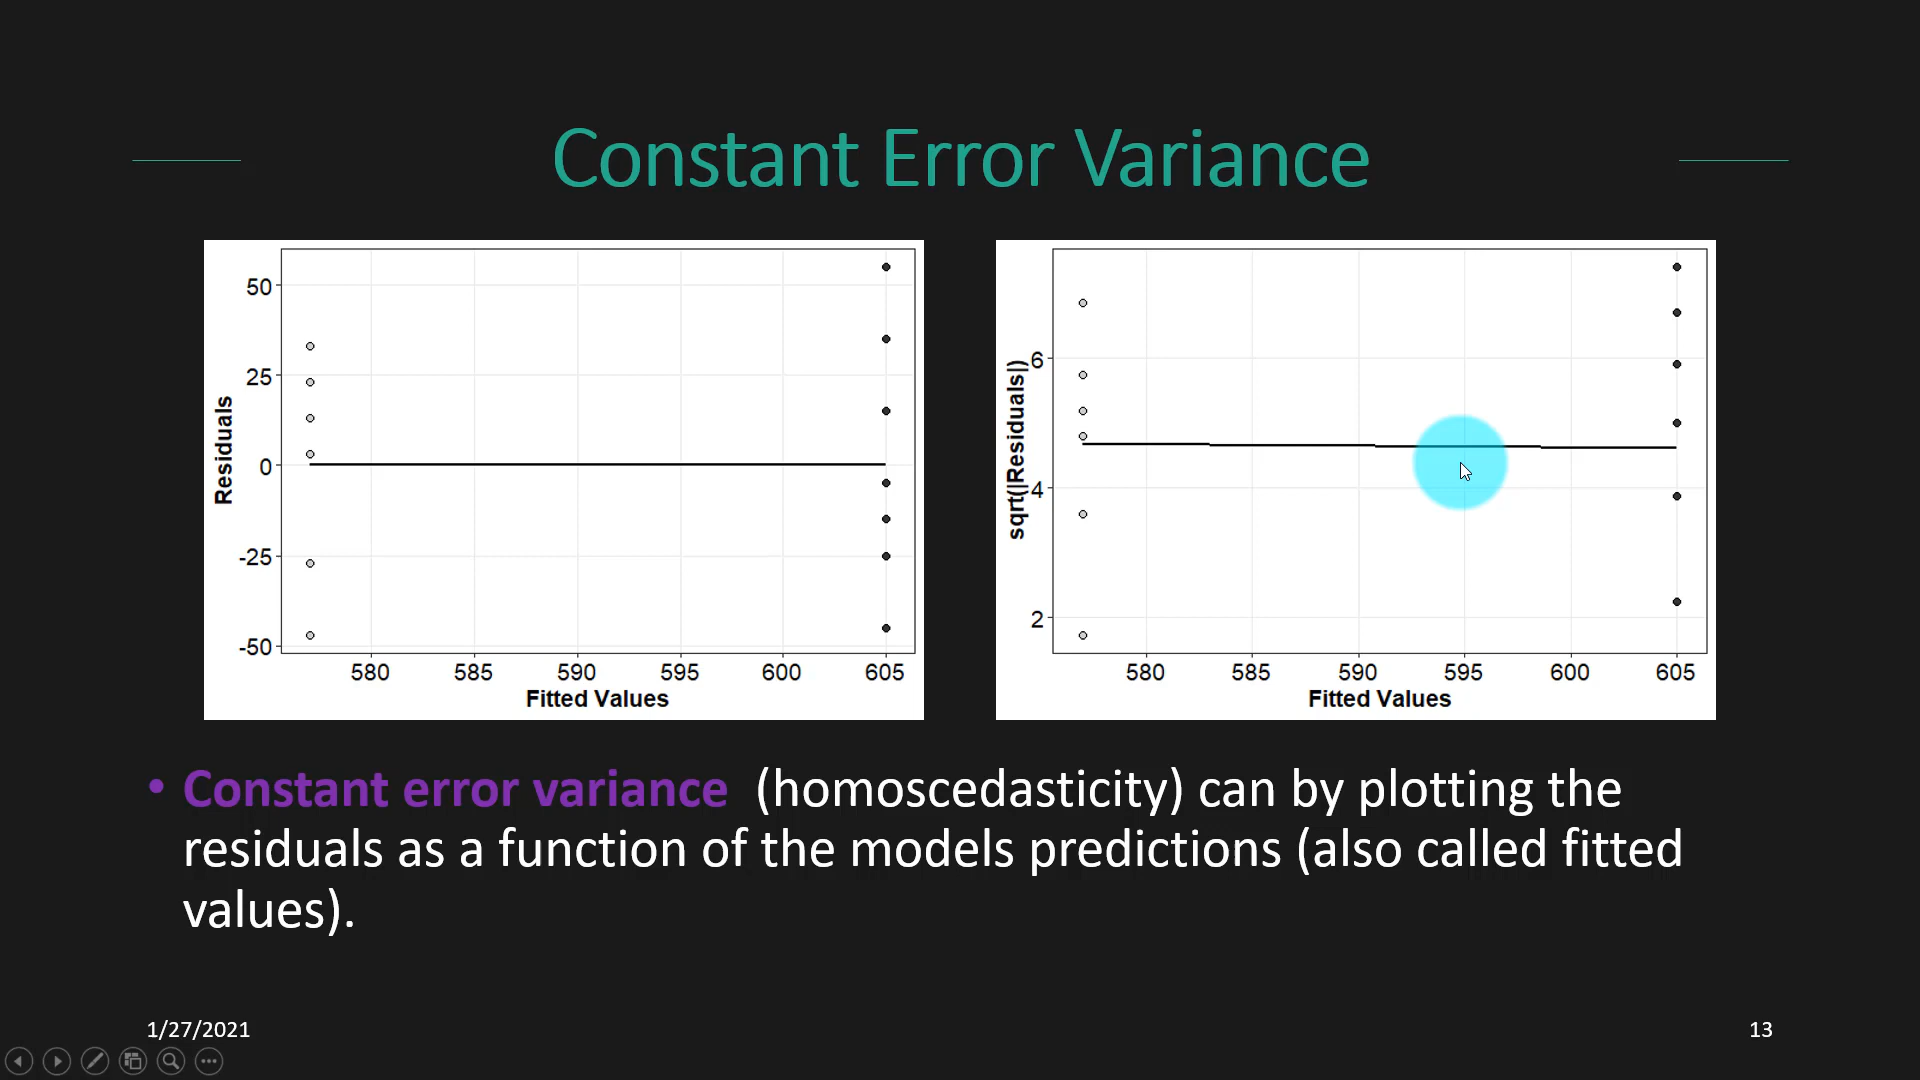 Constant Error Variance
50
25
0
-25
-50
Residuals
580 585 590 595 600 605
Fitted Values
6
4
2
sqrt(|Residuals|)
580 585 590 595 600 605
Fitted Values
• Constant error variance (homoscedasticity) can by plotting the
residuals as a function of the models predictions (also called fitted
values).
1/27/2021
13